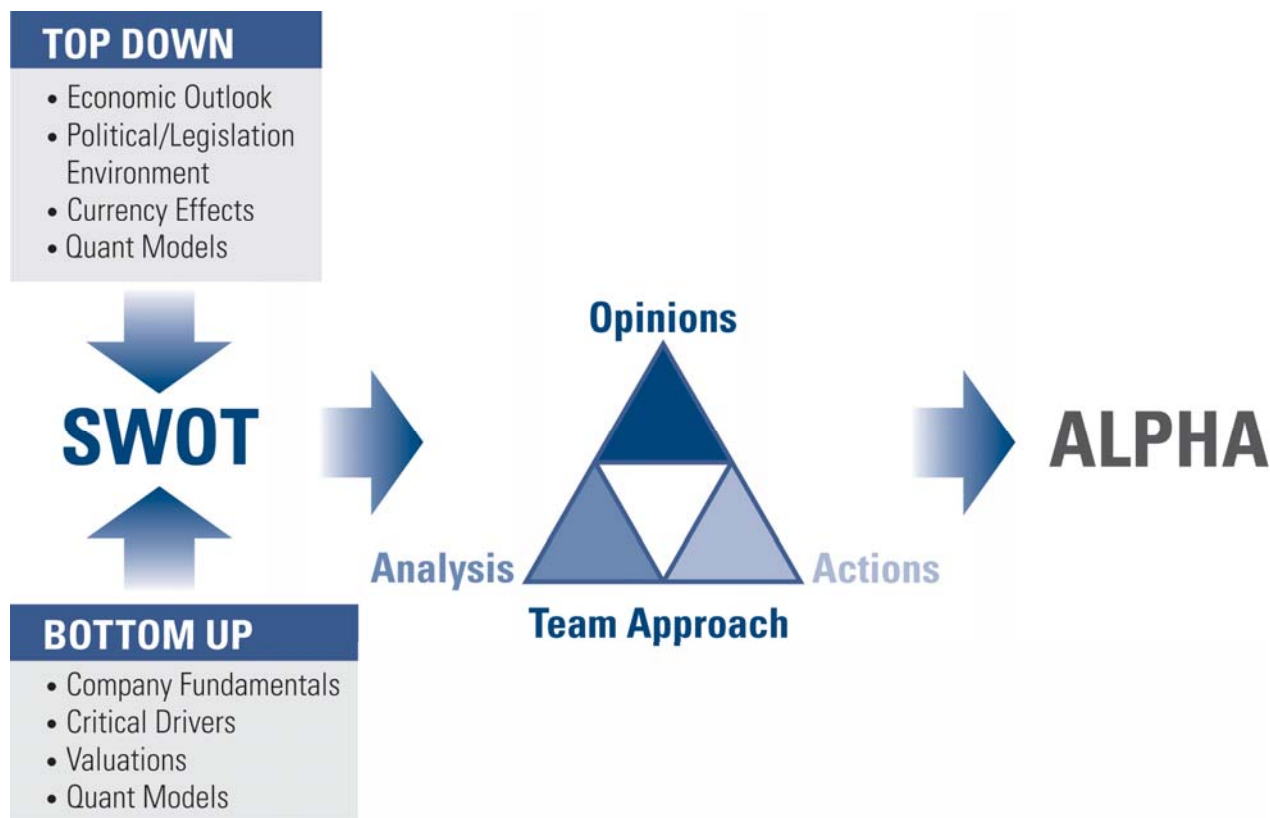 TOP DOWN
• Economic Outlook
• Political/Legislation
Environment
• Currency Effects
• Quant Models
SWOT
BOTTOM UP
• Company Fundamentals
• Critical Drivers
• Valuations
• Quant Models
Opinions
Analysis
Actions
Team Approach
ALPHA